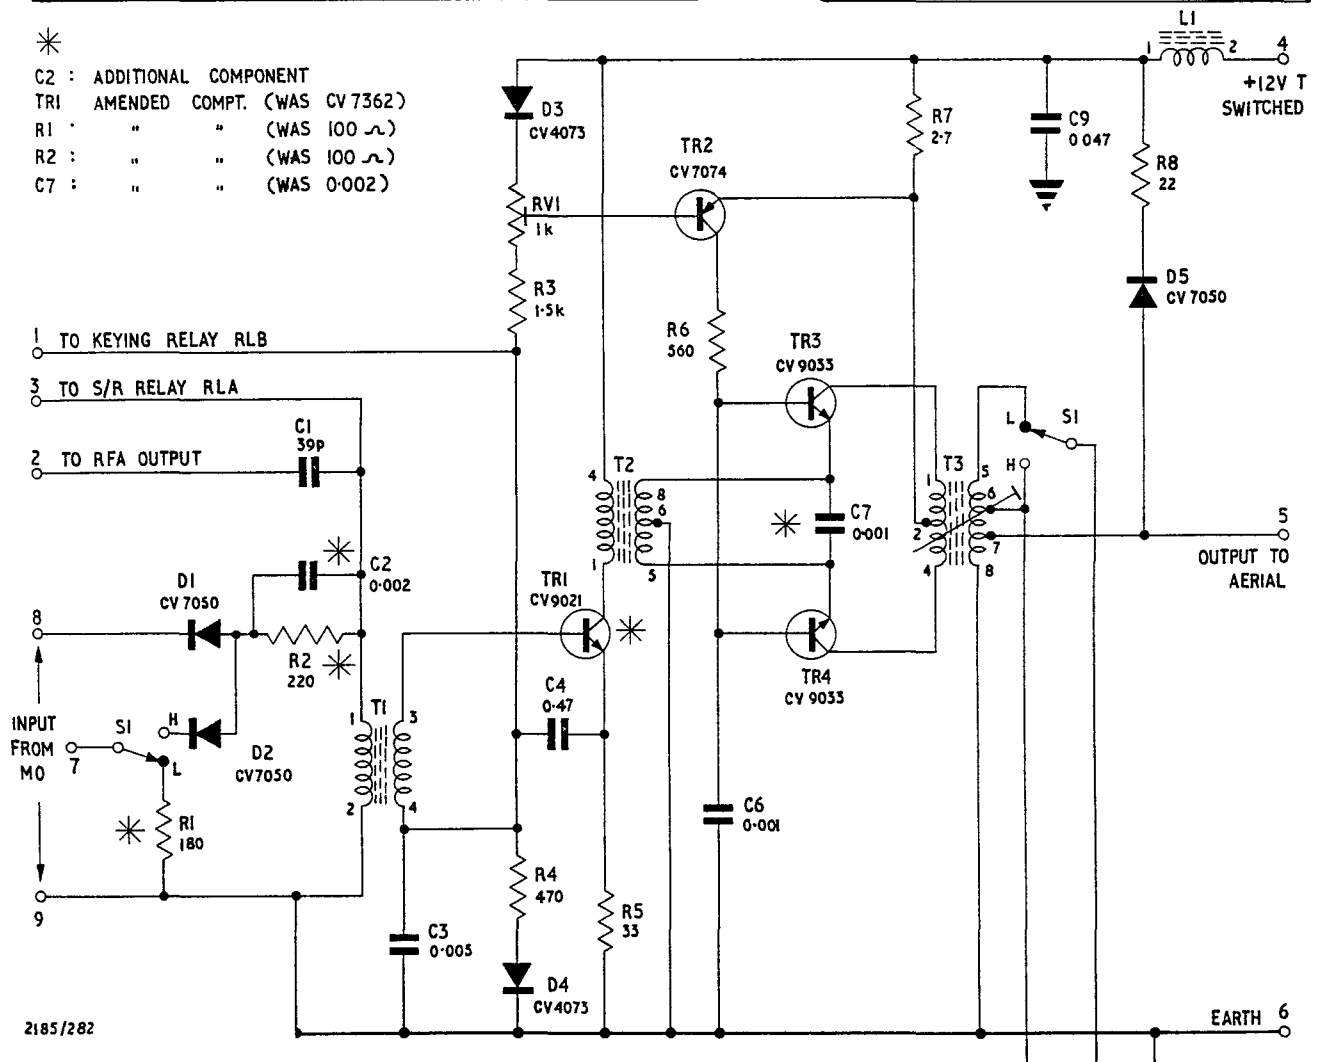 ✳
C2 : ADDITIONAL COMPONENT
TR1 AMENDED COMPT. (WAS CV 7362)
R1 · " " (WAS 100 Ω)
R2 : " " (WAS 100 Ω)
C7 : " " (WAS 0·002)
L1
1 2 4
+12V T
SWITCHED
D3
CV4073
R7
2·7
C9
0 047
R8
22
TR2
CV7074
RV1
1k
D5
CV 7050
R3
1·5k
R6
560
TR3
CV 9033
1 TO KEYING RELAY RLB
3 TO S/R RELAY RLA
C1
39p
2 TO RFA OUTPUT
L
S1
H
T2
4 8 6 1 5
T3
1 2 4 5 6 7 8
C7
0·001
5
OUTPUT TO
AERIAL
C2
0·002
D1
CV 7050
TR1
CV9021
8
R2
220
TR4
CV 9033
C4
0·47
T1
1 3
2 4
INPUT
FROM
MO
7
S1
H
L
D2
CV7050
R1
180
C6
0·001
9
R4
470
R5
33
C3
0·005
D4
CV4073
2185/282
EARTH 6